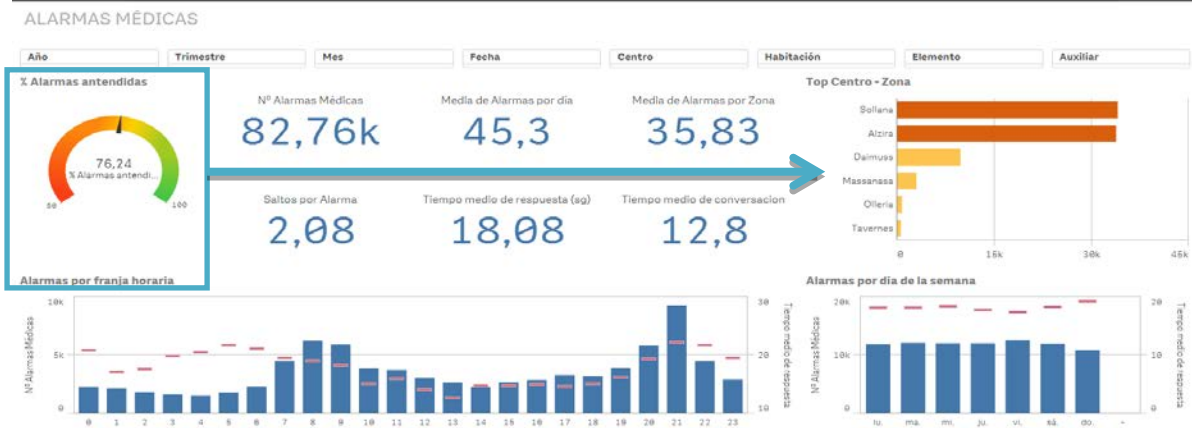 ALARMAS MÉDICAS
Año Trimestre Mes Fecha Centro Habitación Elemento Auxiliar
% Alarmas antendidas
76,24
% Alarmas antendi...
50 100
Nº Alarmas Médicas
82,76k
Media de Alarmas por dia
45,3
Media de Alarmas por Zona
35,83
Saltos por Alarma
2,08
Tiempo medio de respuesta (sg)
18,08
Tiempo medio de conversacion
12,8
Top Centro - Zona
Sollana
Alzira
Daimuss
Massanasa
Olleria
Tavernes
0 15k 30k 45k
Alarmas por franja horaria
Nº Alarmas Médicas
10k
5k
0
30
20
10
Tiempo medio de respuesta
0 1 2 3 4 5 6 7 8 9 10 11 12 13 14 15 16 17 18 19 20 21 22 23
Alarmas por día de la semana
Nº Alarmas Médicas
20k
10k
0
20
10
0
Tiempo medio de respuesta
lu. ma. mi. ju. vi. sá. do. -